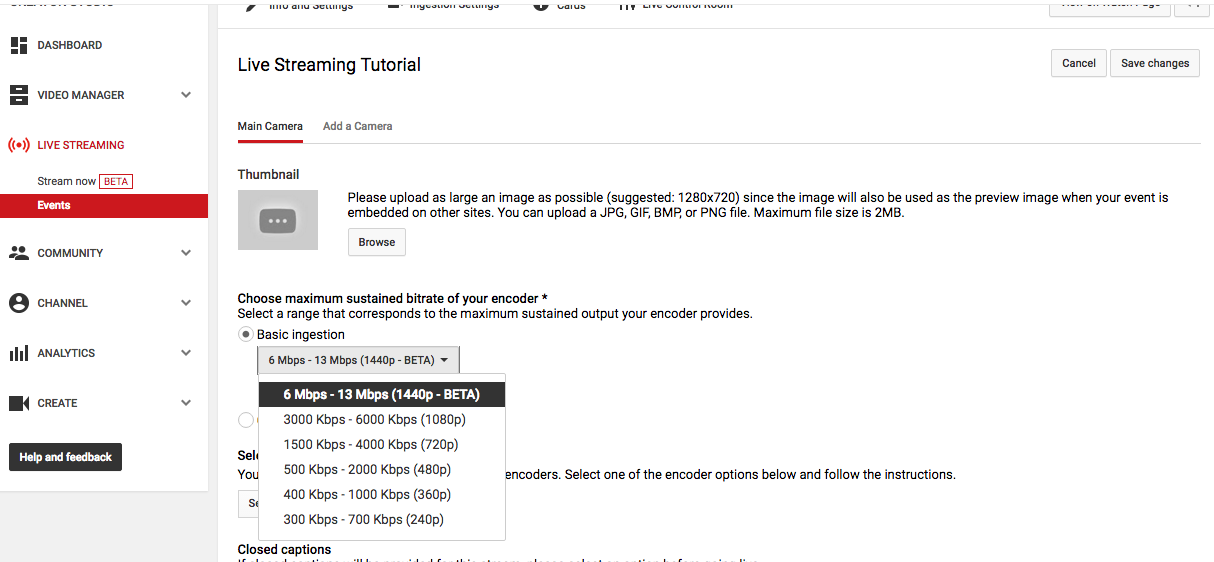 Info and Settings
Ingestion Settings
Cards
Live Control Room
DASHBOARD
VIDEO MANAGER
LIVE STREAMING
Stream now BETA
Events
COMMUNITY
CHANNEL
ANALYTICS
CREATE
Help and feedback
Live Streaming Tutorial
Cancel
Save changes
Main Camera
Add a Camera
Thumbnail
Please upload as large an image as possible (suggested: 1280x720) since the image will also be used as the preview image when your event is
embedded on other sites. You can upload a JPG, GIF, BMP, or PNG file. Maximum file size is 2MB.
Browse
Choose maximum sustained bitrate of your encoder *
Select a range that corresponds to the maximum sustained output your encoder provides.
Basic ingestion
6 Mbps - 13 Mbps (1440p - BETA)
6 Mbps - 13 Mbps (1440p - BETA)
3000 Kbps - 6000 Kbps (1080p)
1500 Kbps - 4000 Kbps (720p)
500 Kbps - 2000 Kbps (480p)
400 Kbps - 1000 Kbps (360p)
300 Kbps - 700 Kbps (240p)
Sele
You encoders. Select one of the encoder options below and follow the instructions.
Se
Closed captions